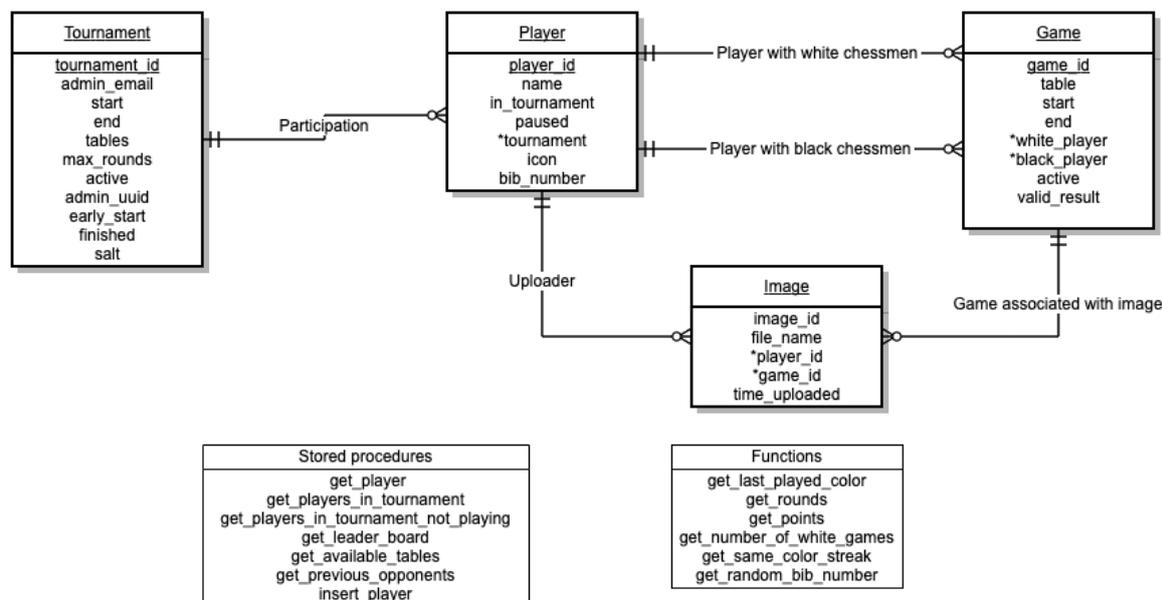 Tournament
tournament_id
admin_email
start
end
tables
max_rounds
active
admin_uuid
early_start
finished
salt
Participation
Player
player_id
name
in_tournament
paused
*tournament
icon
bib_number
Player with white chessmen
Player with black chessmen
Game
game_id
table
start
end
*white_player
*black_player
active
valid_result
Uploader
Image
image_id
file_name
*player_id
*game_id
time_uploaded
Game associated with image
Stored procedures
get_player
get_players_in_tournament
get_players_in_tournament_not_playing
get_leader_board
get_available_tables
get_previous_opponents
insert_player
Functions
get_last_played_color
get_rounds
get_points
get_number_of_white_games
get_same_color_streak
get_random_bib_number